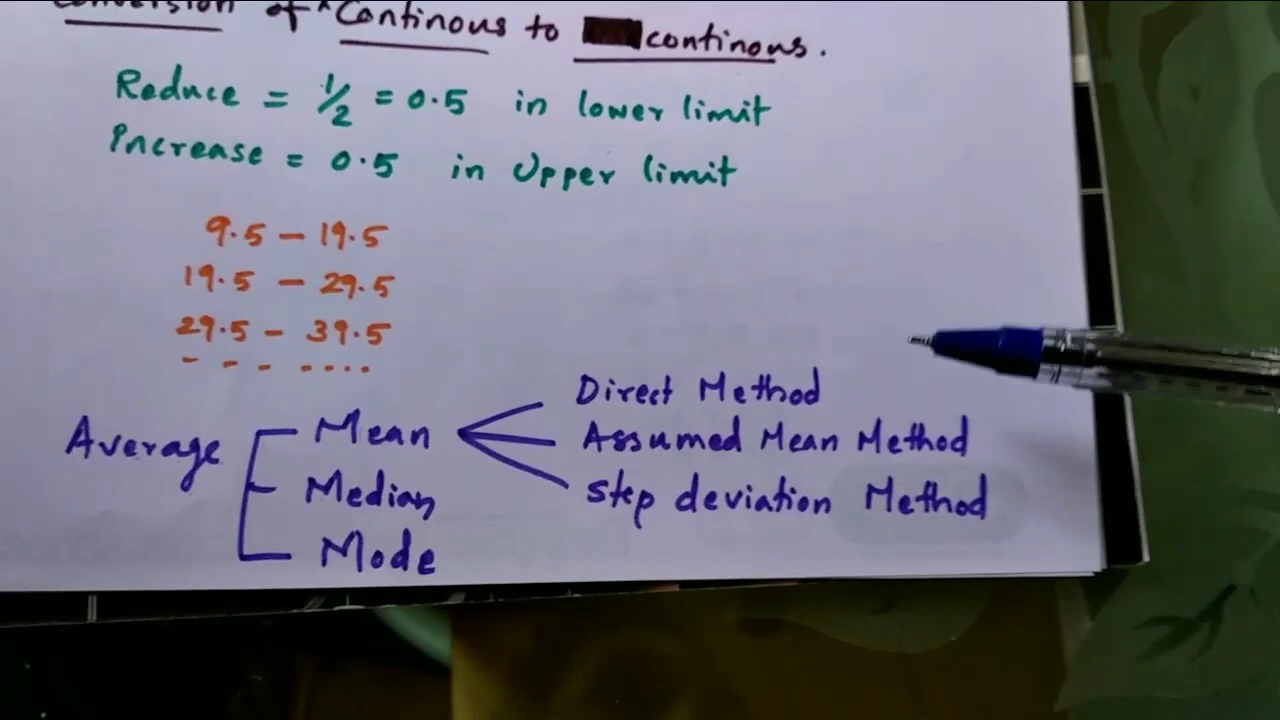 Conversion of ^Continous to continous.
Reduce = 1/2 = 0.5 in lower limit
Increase = 0.5 in Upper limit
9.5 - 19.5
19.5 - 29.5
29.5 - 39.5
- - - ....
Average
Mean
Median
Mode
Direct Method
Assumed Mean Method
Step deviation Method